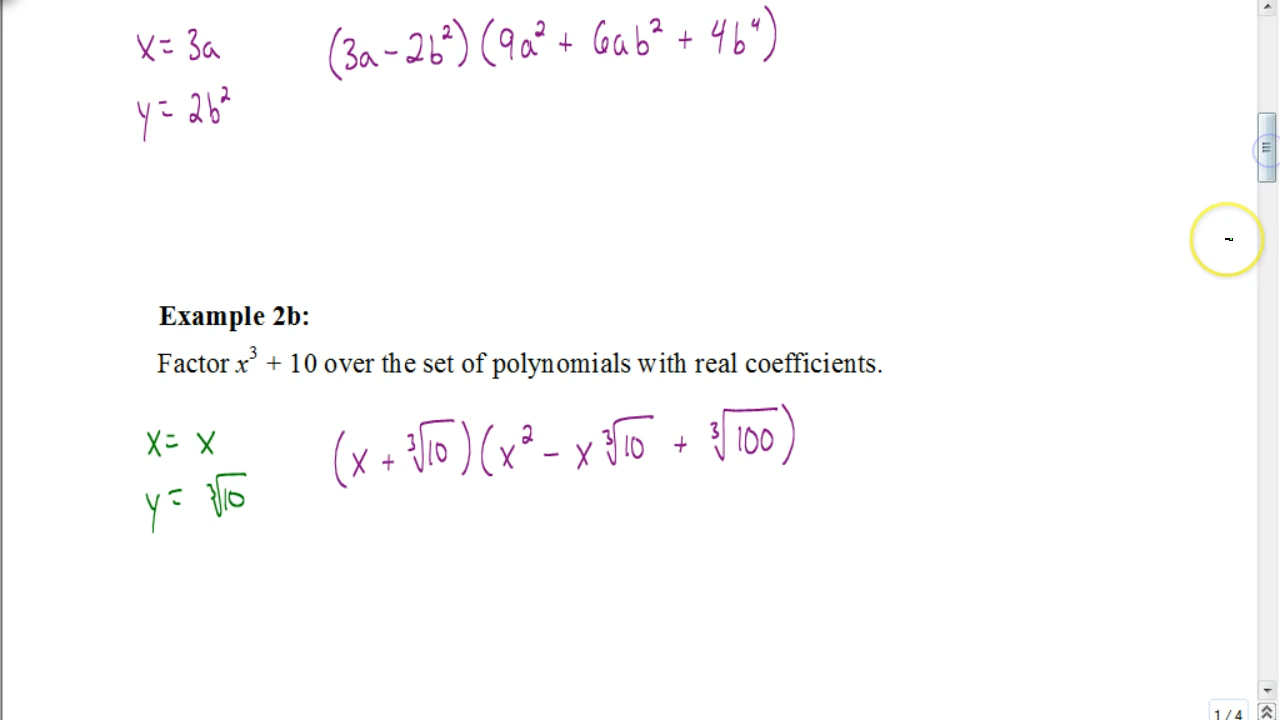 x = 3a (3a - 2b²)(9a² + 6ab² + 4b⁴)
y = 2b²
Example 2b:
Factor x³ + 10 over the set of polynomials with real coefficients.
x = x (x + ∛10)(x² - x∛10 + ∛100)
y = ∛10
1 / 4